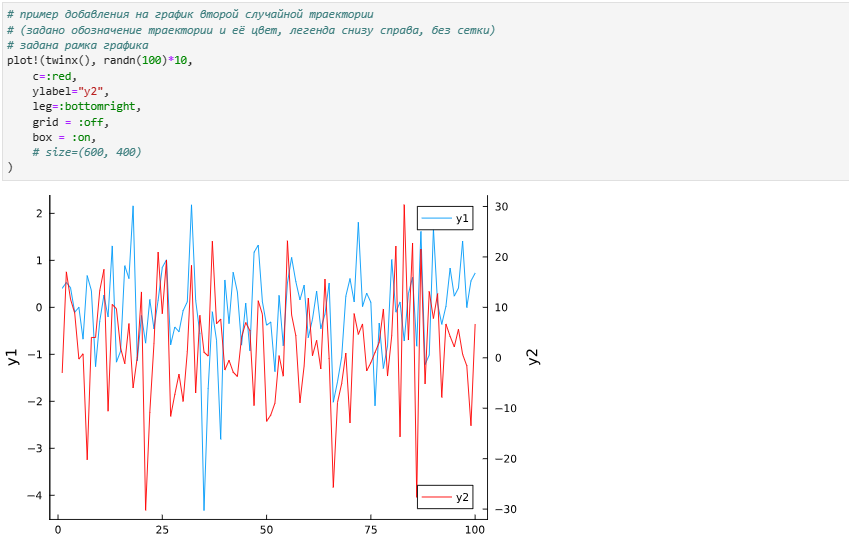 # пример добавления на график второй случайной траектории
# (задано обозначение траектории и её цвет, легенда снизу справа, без сетки)
# задана рамка графика
plot!(twinx(), randn(100)*10,
    c=:red,
    ylabel="y2",
    leg=:bottomright,
    grid = :off,
    box = :on,
    # size=(600, 400)
)
y1
2
1
0
−1
−2
−3
−4
y1
y2
30
20
10
0
−10
−20
−30
y2
0
25
50
75
100